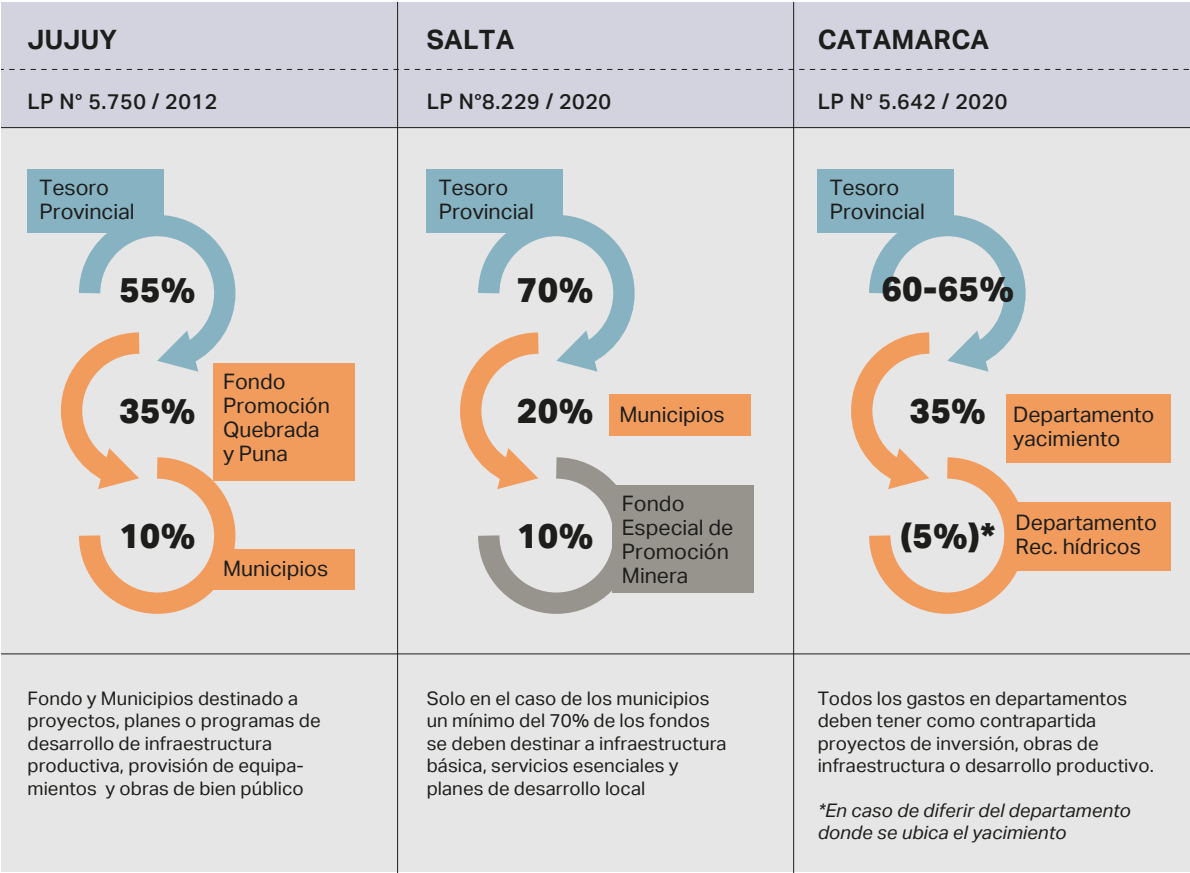 JUJUY
LP N° 5.750 / 2012
Tesoro
Provincial
55%
35%
Fondo
Promoción
Quebrada
y Puna
10%
Municipios
Fondo y Municipios destinado a
proyectos, planes o programas de
desarrollo de infraestructura
productiva, provisión de equipa-
mientos y obras de bien público
SALTA
LP N°8.229 / 2020
Tesoro
Provincial
70%
20%
Municipios
10%
Fondo
Especial de
Promoción
Minera
Solo en el caso de los municipios
un mínimo del 70% de los fondos
se deben destinar a infraestructura
básica, servicios esenciales y
planes de desarrollo local
CATAMARCA
LP N° 5.642 / 2020
Tesoro
Provincial
60-65%
35%
Departamento
yacimiento
(5%)*
Departamento
Rec. hídricos
Todos los gastos en departamentos
deben tener como contrapartida
proyectos de inversión, obras de
infraestructura o desarrollo productivo.
*En caso de diferir del departamento
donde se ubica el yacimiento